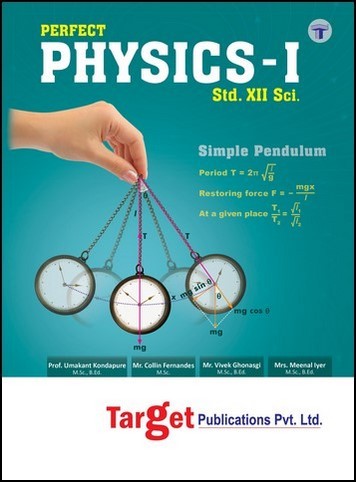 PERFECT
PHYSICS - I
Std. XII Sci.
T
Simple Pendulum
Period T = 2π √l/g
Restoring force F = - mgx/l
At a given place T₁/T₂ = √l₁/√l₂
θ
l
T
T
x
mg sin θ
θ
mg cos θ
mg
mg
Prof. Umakant Kondapure
M.Sc., B.Ed.
Mr. Collin Fernandes
M.Sc.
Mr. Vivek Ghonasgi
M.Sc., B.Ed.
Mrs. Meenal Iyer
M.Sc., B.Ed.
Target Publications Pvt. Ltd.